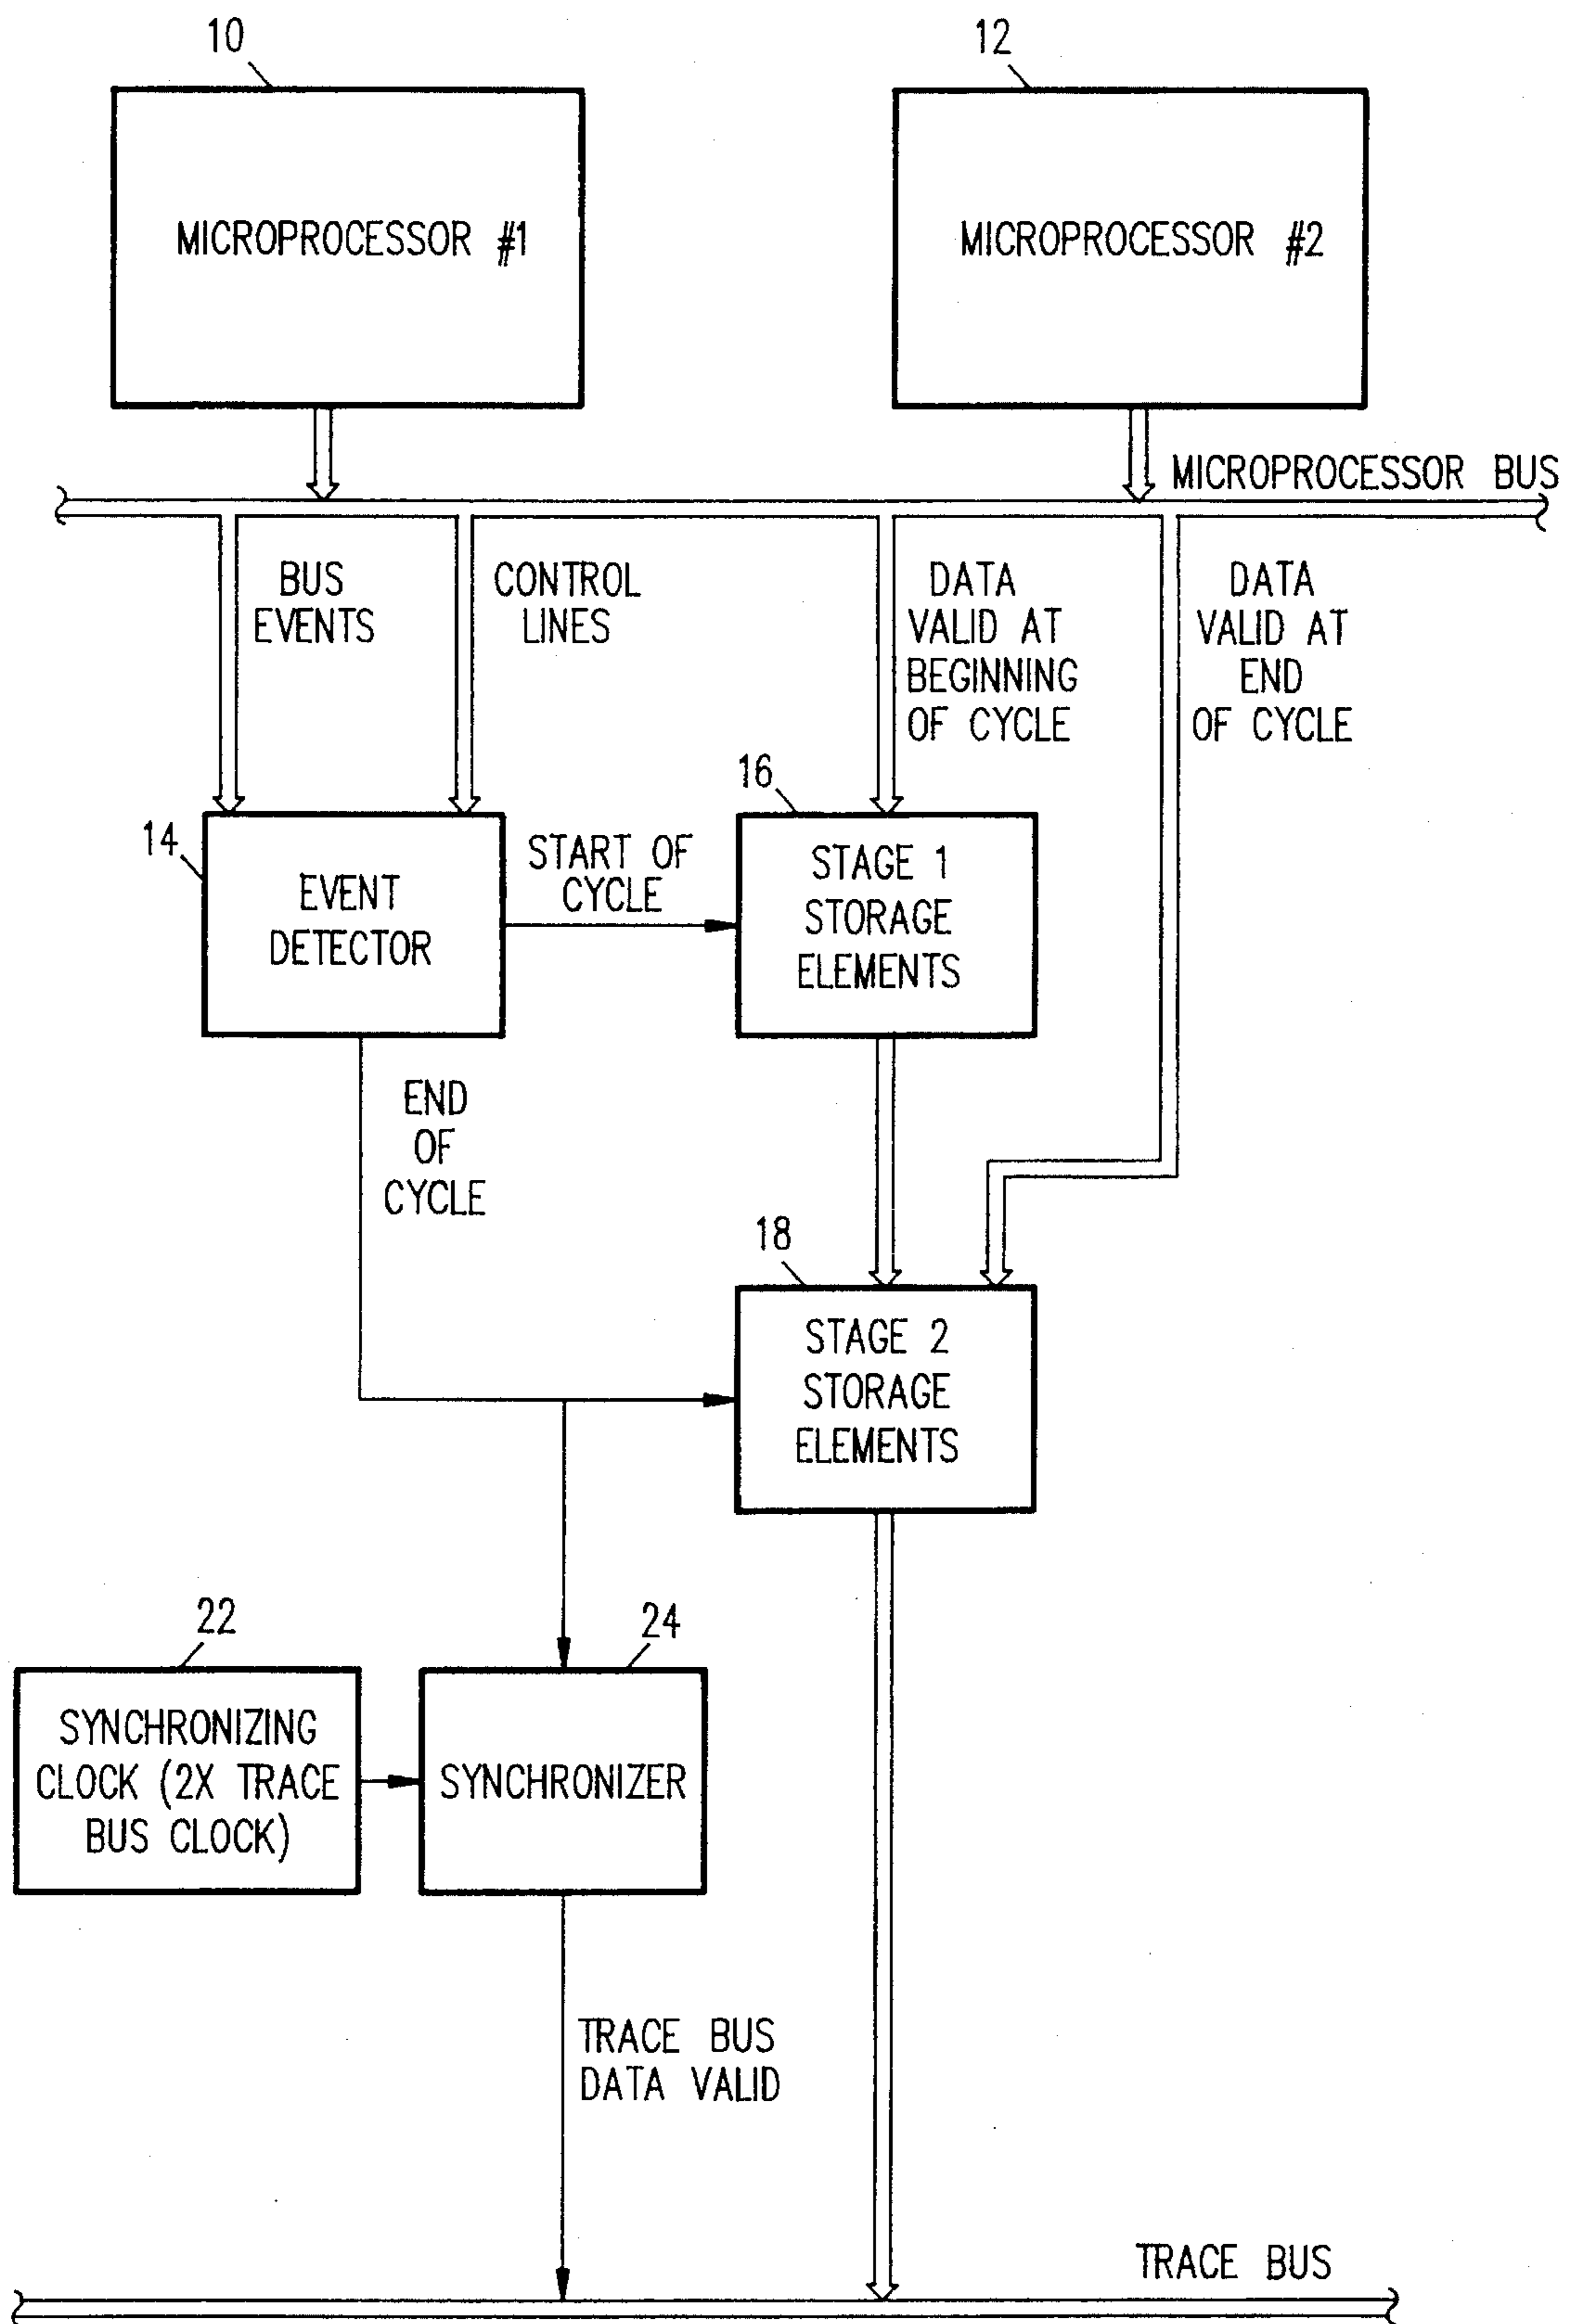 10
12
MICROPROCESSOR #1
MICROPROCESSOR #2
MICROPROCESSOR BUS
BUS
EVENTS
CONTROL
LINES
DATA
VALID AT
BEGINNING
OF CYCLE
DATA
VALID AT
END
OF CYCLE
14
EVENT
DETECTOR
START OF
CYCLE
16
STAGE 1
STORAGE
ELEMENTS
END
OF
CYCLE
18
STAGE 2
STORAGE
ELEMENTS
22
SYNCHRONIZING
CLOCK (2X TRACE
BUS CLOCK)
24
SYNCHRONIZER
TRACE BUS
DATA VALID
TRACE BUS